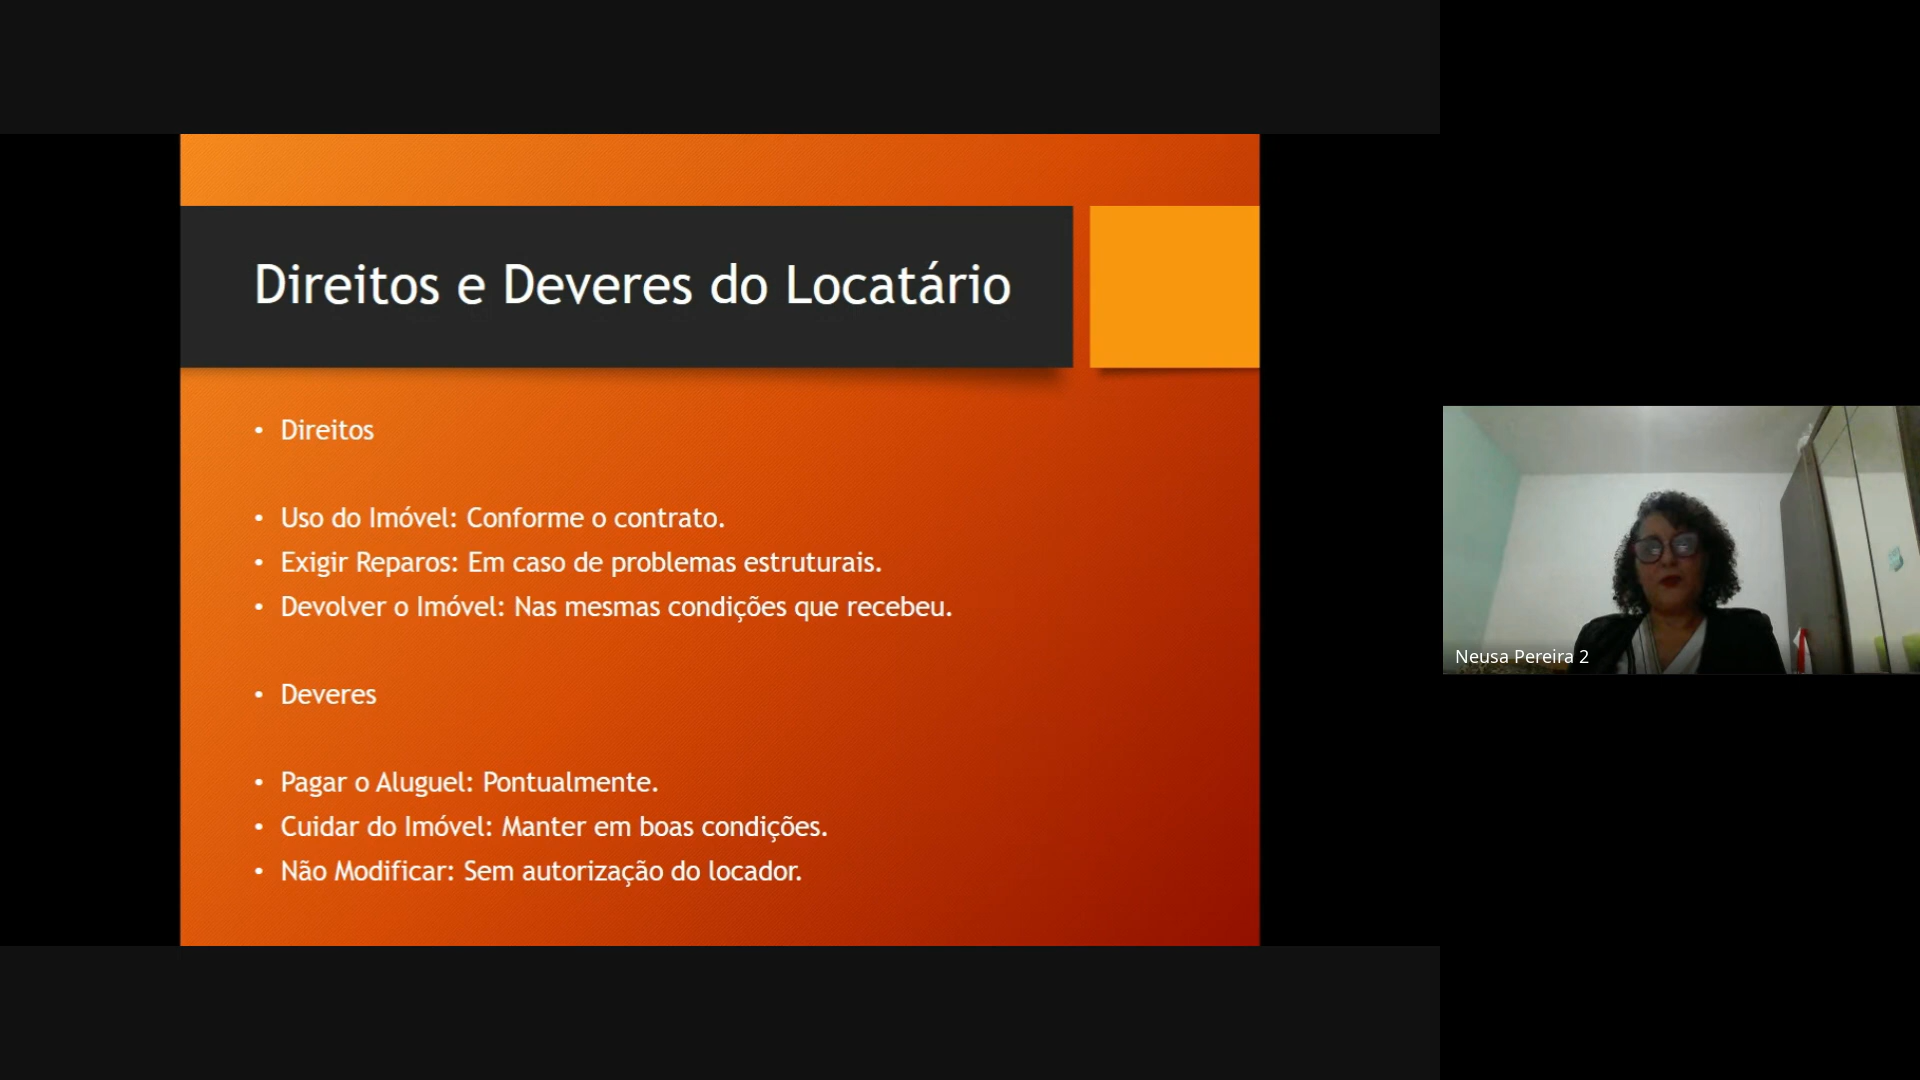 Direitos e Deveres do Locatário
• Direitos
• Uso do Imóvel: Conforme o contrato.
• Exigir Reparos: Em caso de problemas estruturais.
• Devolver o Imóvel: Nas mesmas condições que recebeu.
• Deveres
• Pagar o Aluguel: Pontualmente.
• Cuidar do Imóvel: Manter em boas condições.
• Não Modificar: Sem autorização do locador.
Neusa Pereira 2